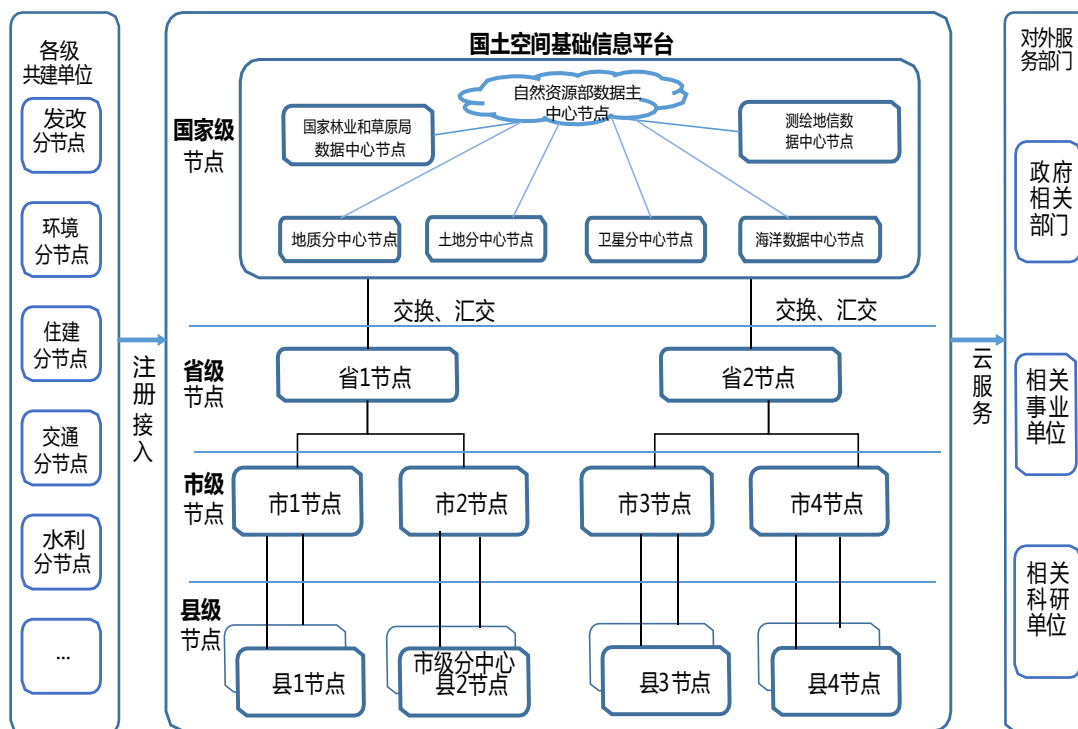 各级
共建单位
发改
分节点
环境
分节点
住建
分节点
交通
分节点
水利
分节点
...
注
册
接
入
国土空间基础信息平台
国家级
节点
自然资源部数据主
中心节点
国家林业和草原局
数据中心节点
测绘地信数
据中心节点
地质分中心节点
土地分中心节点
卫星分中心节点
海洋数据中心节点
交换、汇交
交换、汇交
省级
节点
省1节点
省2节点
市级
节点
市1节点
市2节点
市3节点
市4节点
县级
节点
县1节点
市级分中心
县2节点
县3节点
县4节点
云
服
务
对外服
务部门
政府
相关
部门
相关
事业
单位
相关
科研
单位